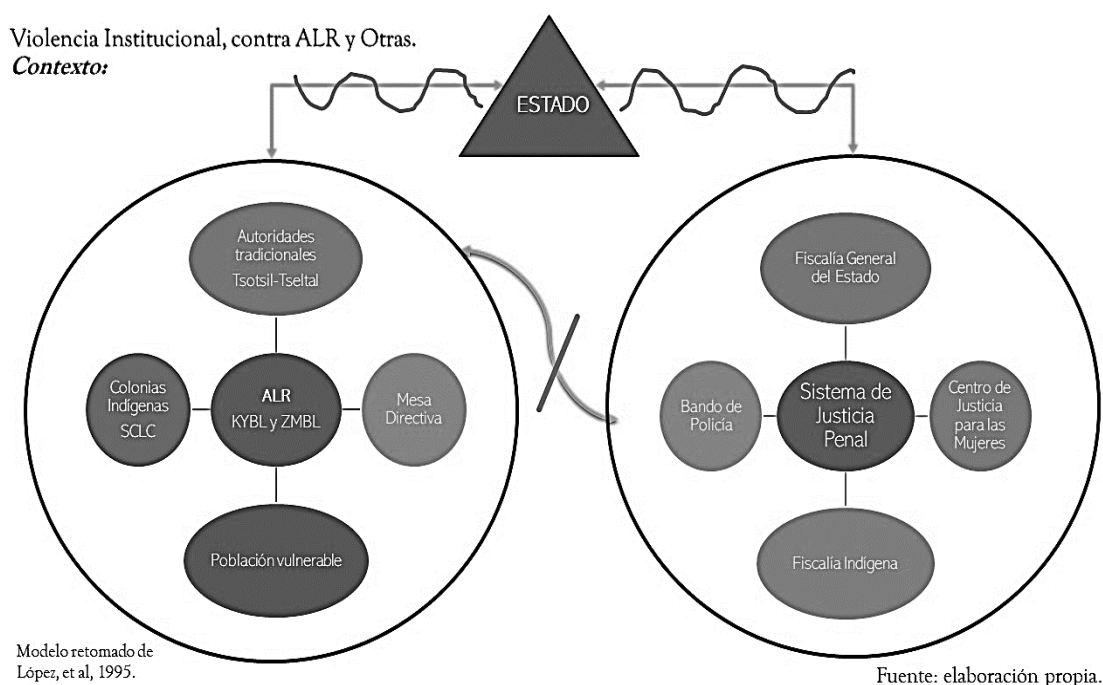 Violencia Institucional, contra ALR y Otras.
Contexto:
ESTADO
Autoridades
tradicionales
Tsotsil-Tseltal
Colonias
Indígenas
SCLC
ALR
KYBL y ZMBL
Mesa
Directiva
Población vulnerable
Fiscalía General
del Estado
Bando de
Policía
Sistema de
Justicia
Penal
Centro de
Justicia
para las
Mujeres
Fiscalía Indígena
Modelo retomado de
López, et al, 1995.
Fuente: elaboración propia.